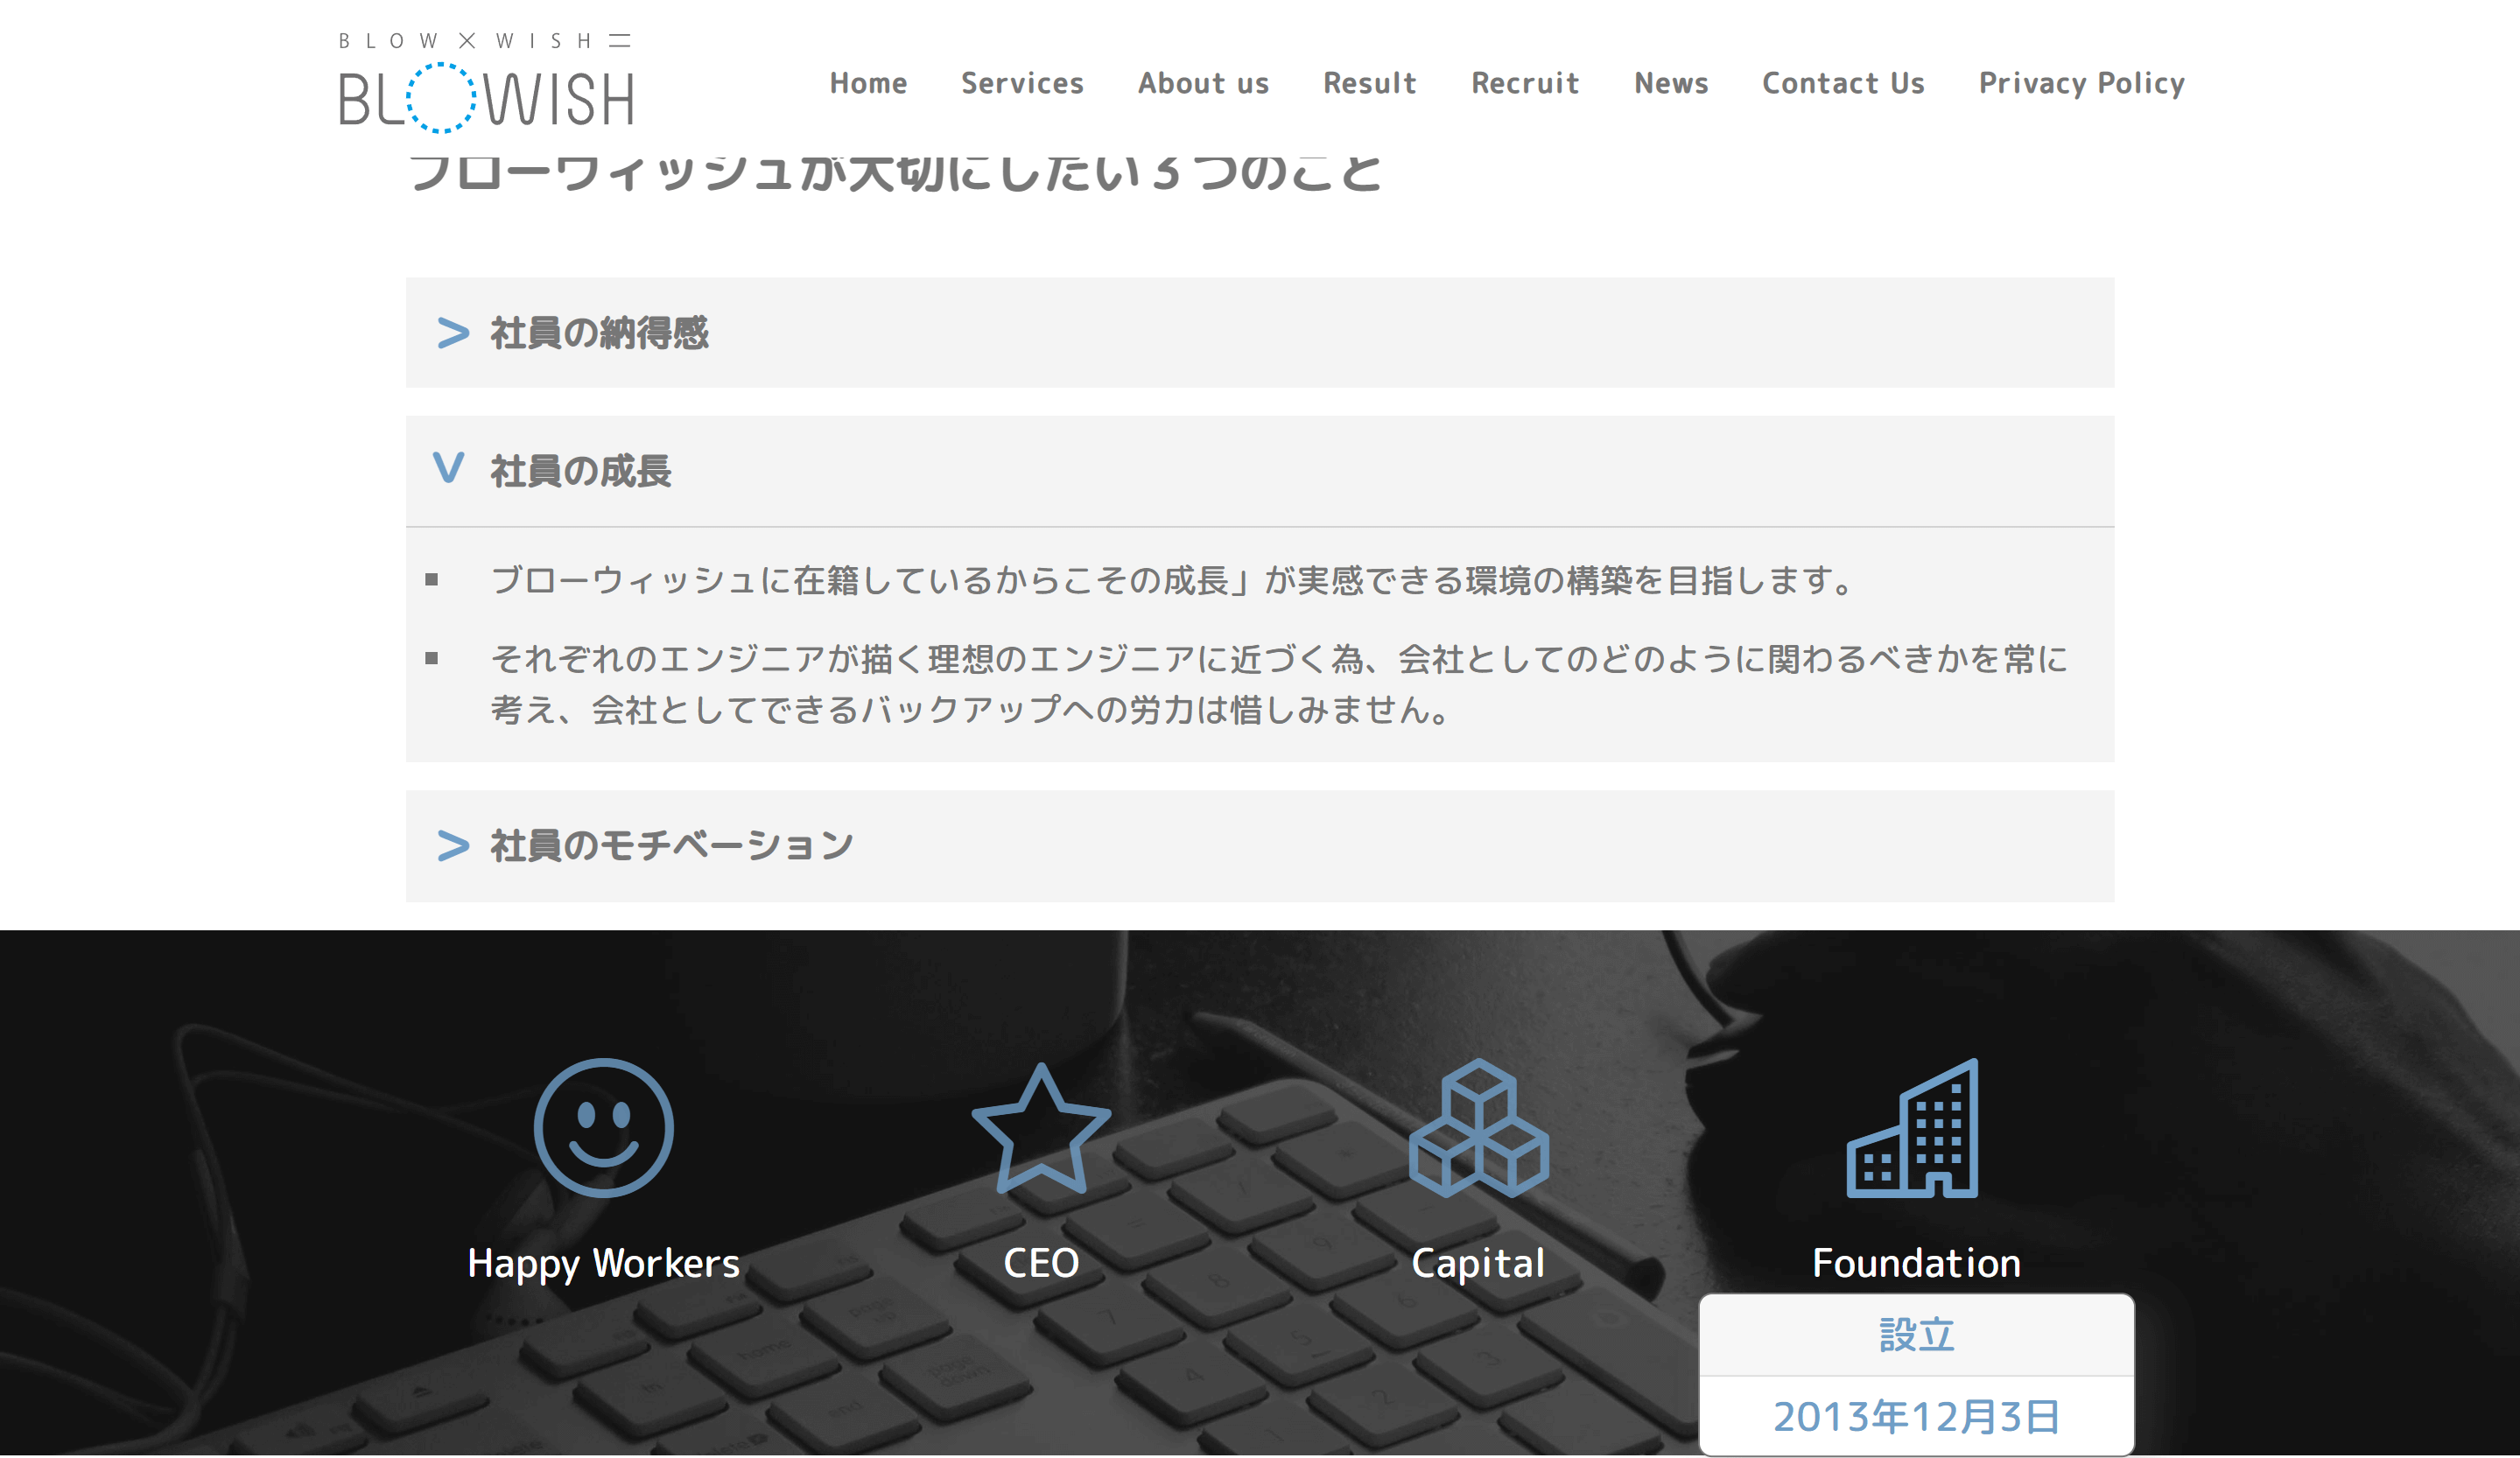 BLOW×WISH=
BLOWISH
Home Services About us Result Recruit News Contact Us Privacy Policy
ブローウィッシュが大切にしたい３つのこと
> 社員の納得感
社員の成長
ブローウィッシュに在籍しているからこその成長」が実感できる環境の構築を目指します。
それぞれのエンジニアが描く理想のエンジニアに近づく為、会社としてのどのように関わるべきかを常に
考え、会社としてできるバックアップへの労力は惜しみません。
> 社員のモチベーション
Happy Workers
CEO
Capital
Foundation
設立
2013年12月3日
home
page
up
page
down
end